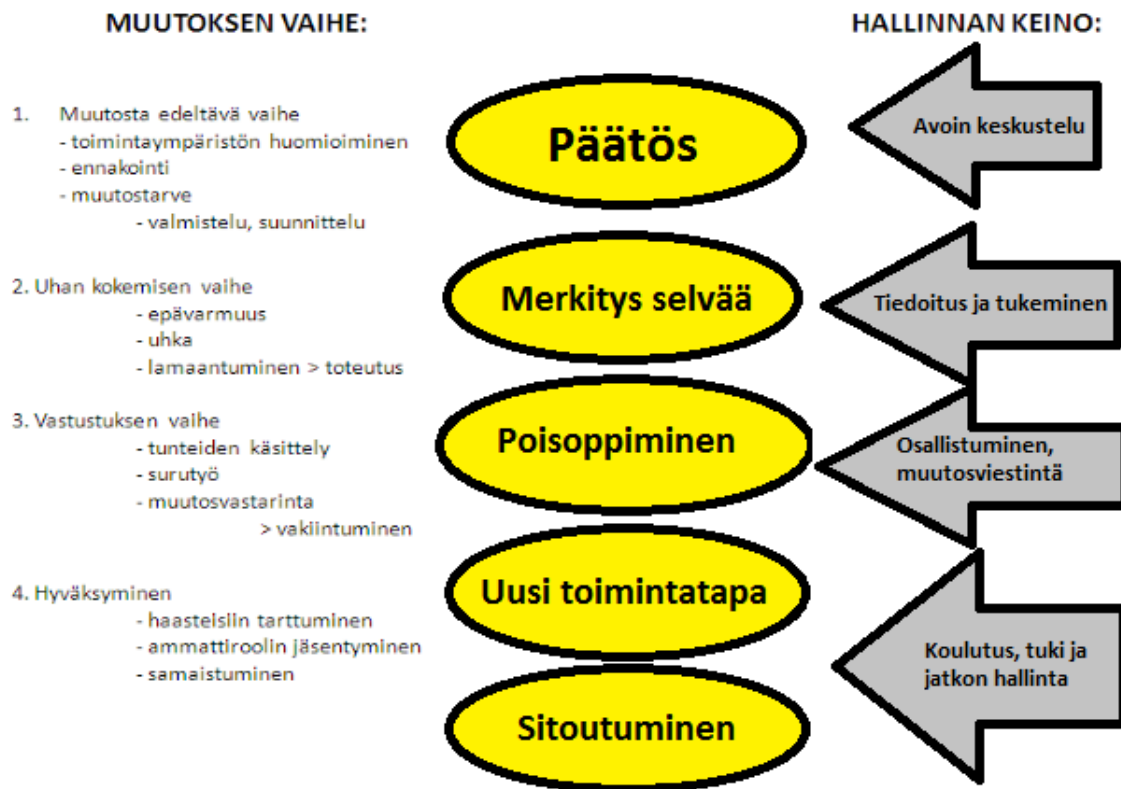 MUUTOKSEN VAIHE:
HALLINNAN KEINO:
1. Muutosta edeltävä vaihe
- toimintaympäristön huomioiminen
- ennakointi
- muutostarve
- valmistelu, suunnittelu
Päätös
Avoin keskustelu
2. Uhan kokemisen vaihe
- epävarmuus
- uhka
- lamaantuminen > toteutus
Merkitys selvää
Tiedoitus ja tukeminen
3. Vastustuksen vaihe
- tunteiden käsittely
- surutyö
- muutosvastarinta
> vakiintuminen
Poisoppiminen
Osallistuminen,
muutosviestintä
4. Hyväksyminen
- haasteisiin tarttuminen
- ammattiroolin jäsentyminen
- samaistuminen
Uusi toimintatapa
Sitoutuminen
Koulutus, tuki ja
jatkon hallinta